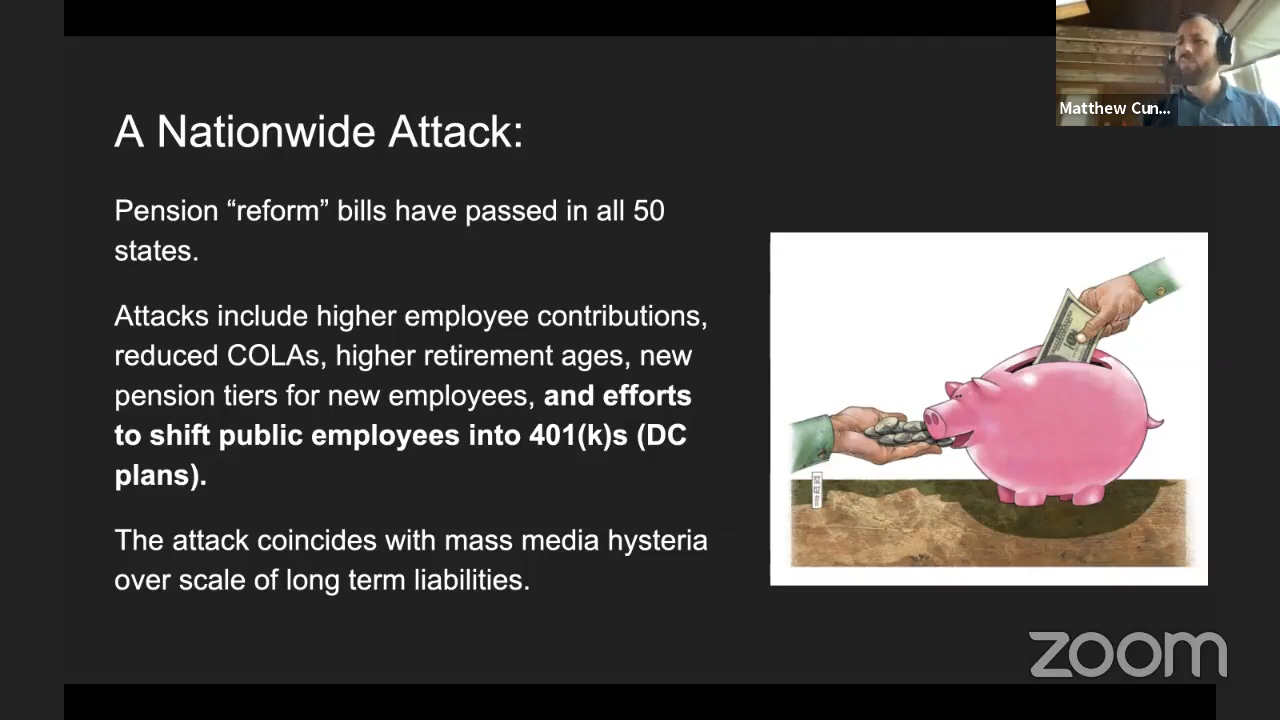 Matthew Cun...
A Nationwide Attack:
Pension “reform” bills have passed in all 50
states.
Attacks include higher employee contributions,
reduced COLAs, higher retirement ages, new
pension tiers for new employees, and efforts
to shift public employees into 401(k)s (DC
plans).
The attack coincides with mass media hysteria
over scale of long term liabilities.
100
zoom